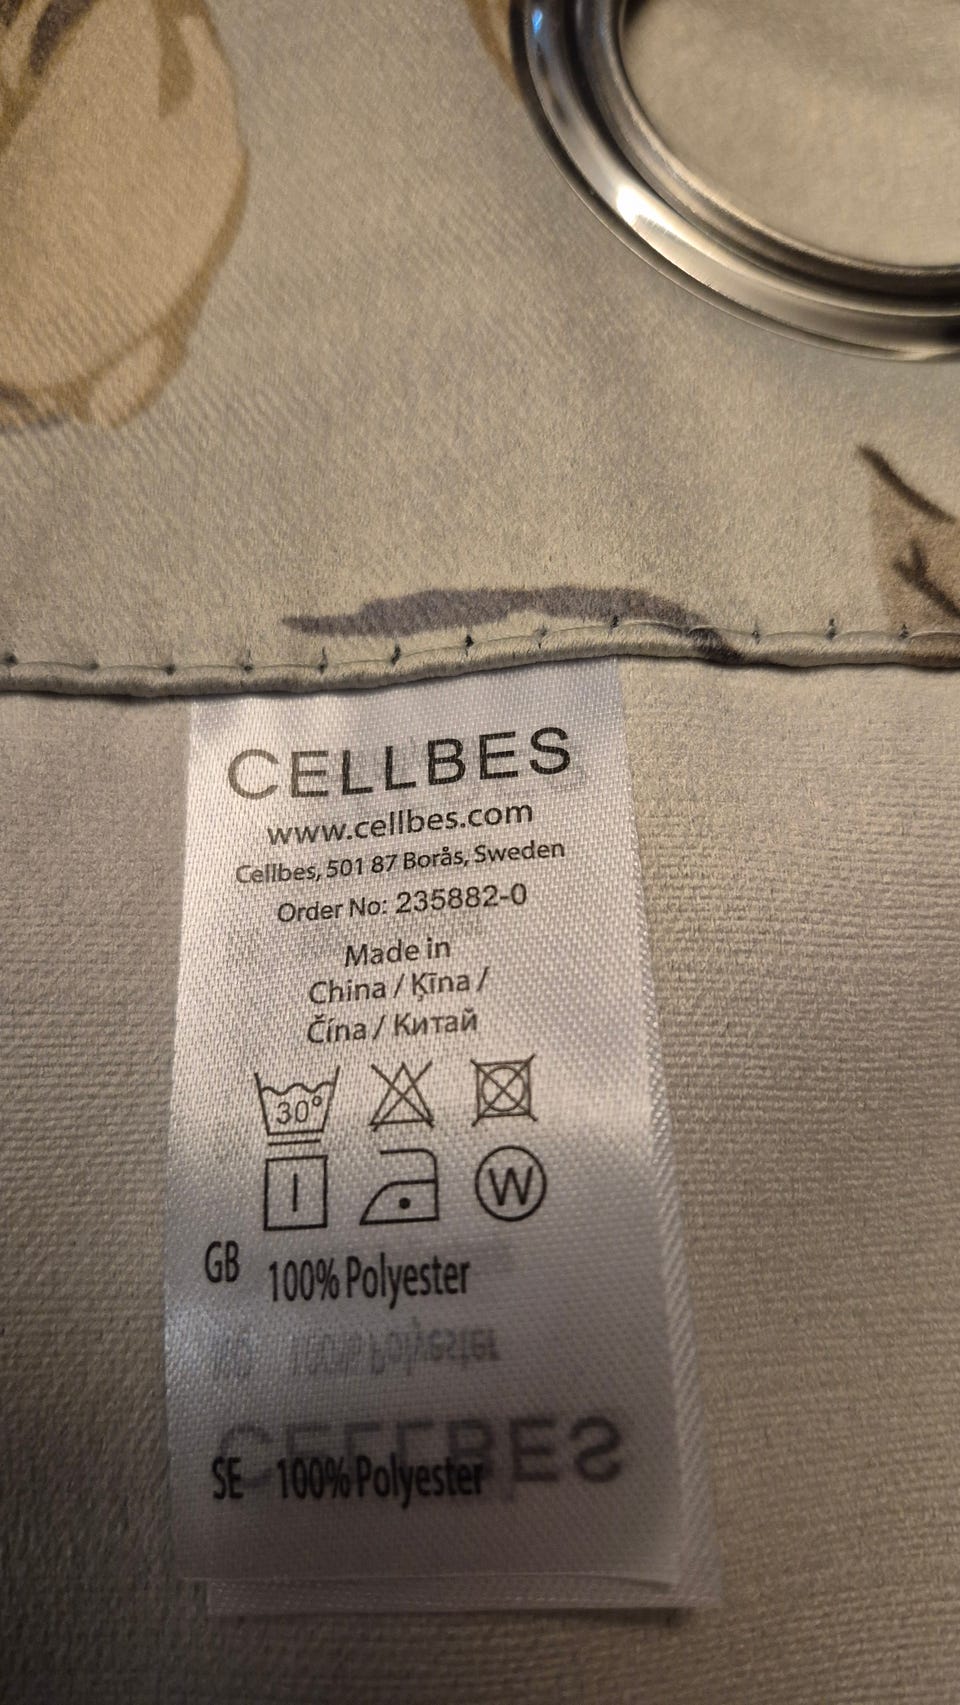 CELLBES
www.cellbes.com
Cellbes, 501 87 Borås, Sweden
Order No: 235882-0
Made in
China / Ķīna /
Čína / Китай
30°
W
GB 100% Polyester
SE 100% Polyester